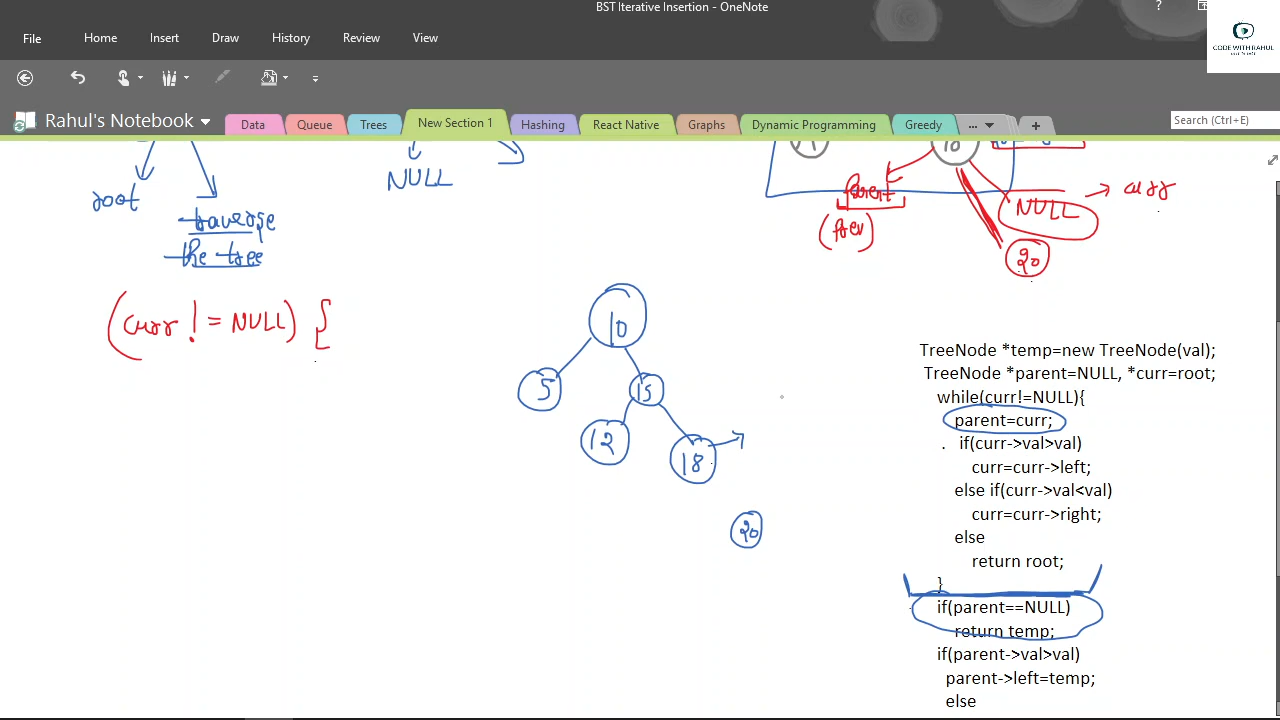 BST Iterative Insertion - OneNote
?
CODE WITH RAHUL
File Home Insert Draw History Review View
Rahul's Notebook
Data Queue Trees New Section 1 Hashing React Native Graphs Dynamic Programming Greedy ... +
Search (Ctrl+E)
root
traverse
the tree
NULL
10
parent
NULL
curr
20
(curr != NULL) {
10
5 15
12 18
20
TreeNode *temp=new TreeNode(val);
TreeNode *parent=NULL, *curr=root;
while(curr!=NULL){
parent=curr;
if(curr->val>val)
curr=curr->left;
else if(curr->val<val)
curr=curr->right;
else
return root;
}
if(parent==NULL)
return temp;
if(parent->val>val)
parent->left=temp;
else